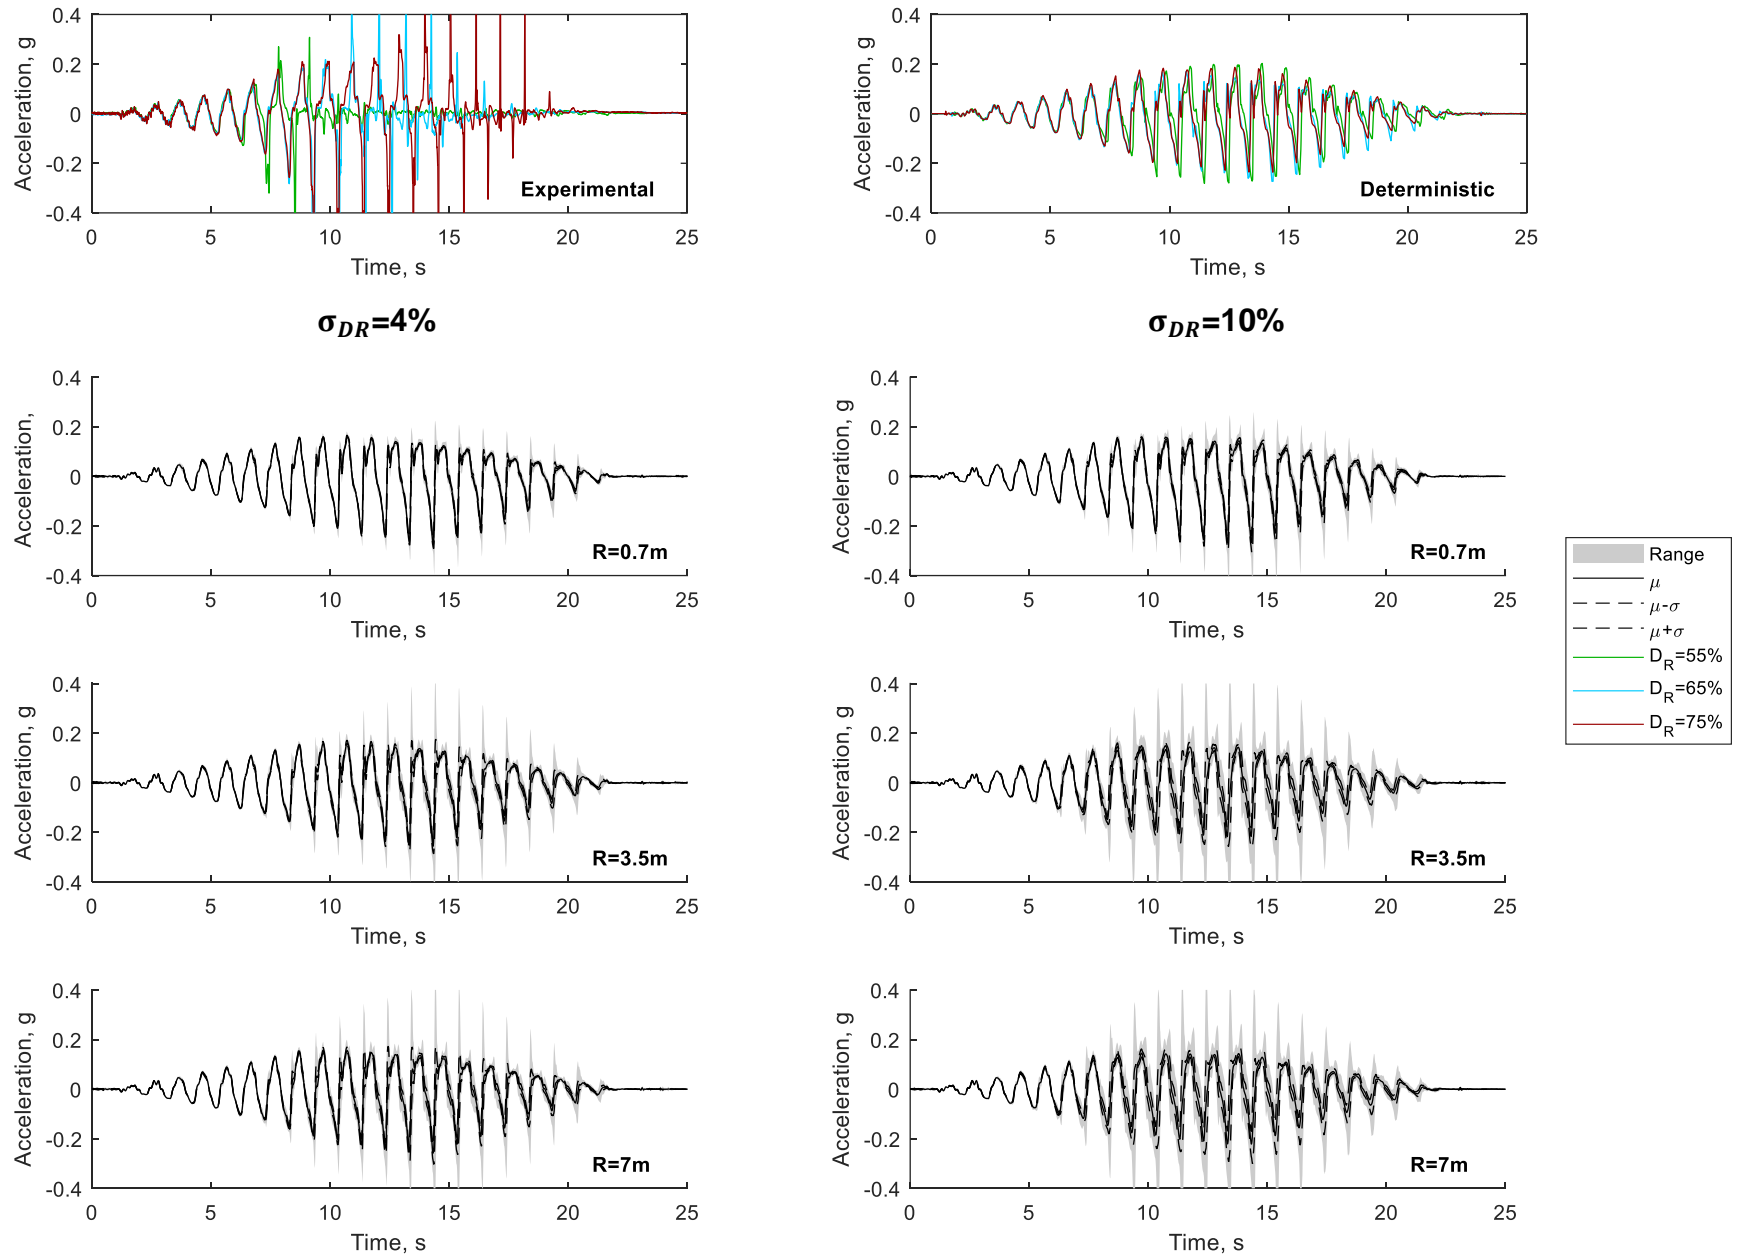 0.4
0.2
0
-0.2
-0.4
Acceleration, g
Experimental
0 5 10 15 20 25
Time, s
0.4
0.2
0
-0.2
-0.4
Acceleration, g
Deterministic
0 5 10 15 20 25
Time, s
σDR=4%
σDR=10%
0.4
0.2
0
-0.2
-0.4
Acceleration,
R=0.7m
0 5 10 15 20 25
Time, s
0.4
0.2
0
-0.2
-0.4
Acceleration, g
R=0.7m
0 5 10 15 20 25
Time, s
Range
μ
μ-σ
μ+σ
DR=55%
DR=65%
DR=75%
0.4
0.2
0
-0.2
-0.4
Acceleration, g
R=3.5m
0 5 10 15 20 25
Time, s
0.4
0.2
0
-0.2
-0.4
Acceleration, g
R=3.5m
0 5 10 15 20 25
Time, s
0.4
0.2
0
-0.2
-0.4
Acceleration, g
R=7m
0 5 10 15 20 25
Time, s
0.4
0.2
0
-0.2
-0.4
Acceleration, g
R=7m
0 5 10 15 20 25
Time, s